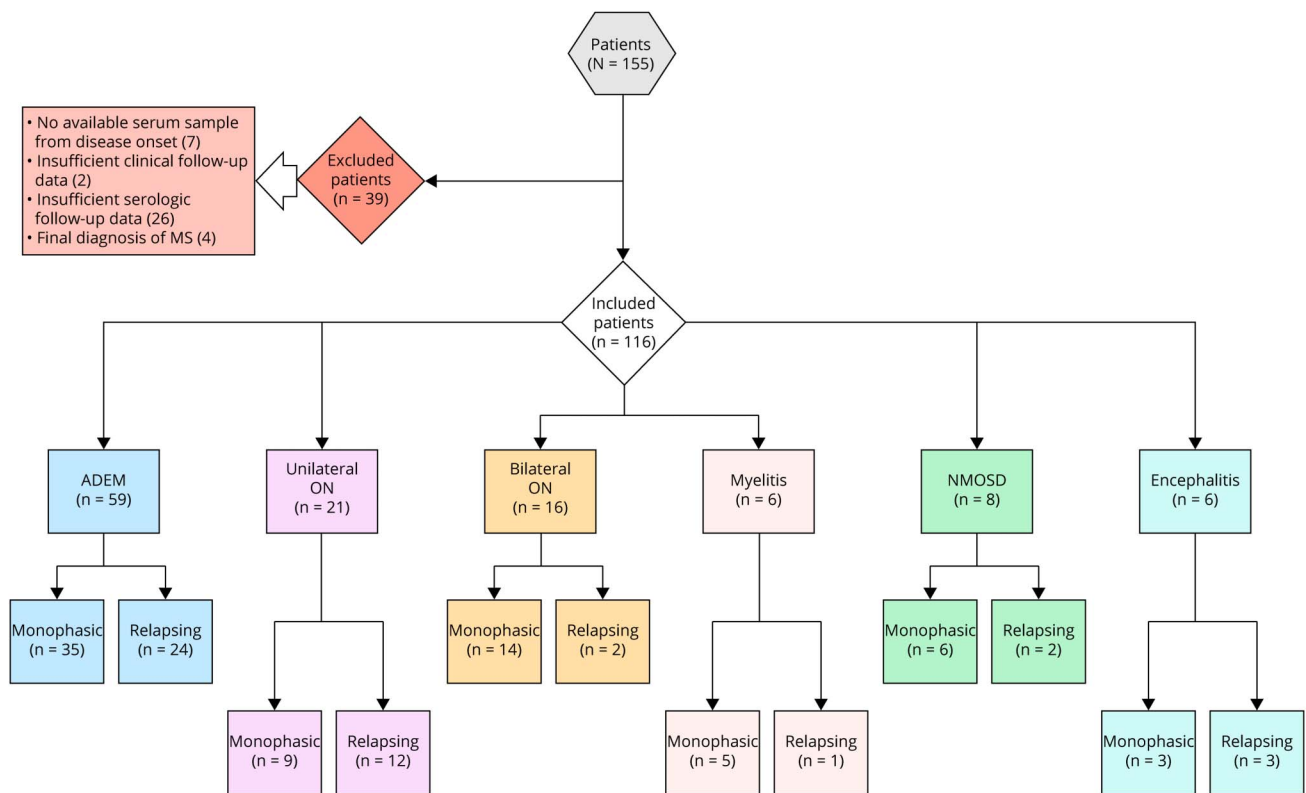 Patients
(N = 155)
• No available serum sample
from disease onset (7)
• Insufficient clinical follow-up
data (2)
• Insufficient serologic
follow-up data (26)
• Final diagnosis of MS (4)
Excluded
patients
(n = 39)
Included
patients
(n = 116)
ADEM
(n = 59)
Unilateral
ON
(n = 21)
Bilateral
ON
(n = 16)
Myelitis
(n = 6)
NMOSD
(n = 8)
Encephalitis
(n = 6)
Monophasic
(n = 35)
Relapsing
(n = 24)
Monophasic
(n = 14)
Relapsing
(n = 2)
Monophasic
(n = 6)
Relapsing
(n = 2)
Monophasic
(n = 9)
Relapsing
(n = 12)
Monophasic
(n = 5)
Relapsing
(n = 1)
Monophasic
(n = 3)
Relapsing
(n = 3)